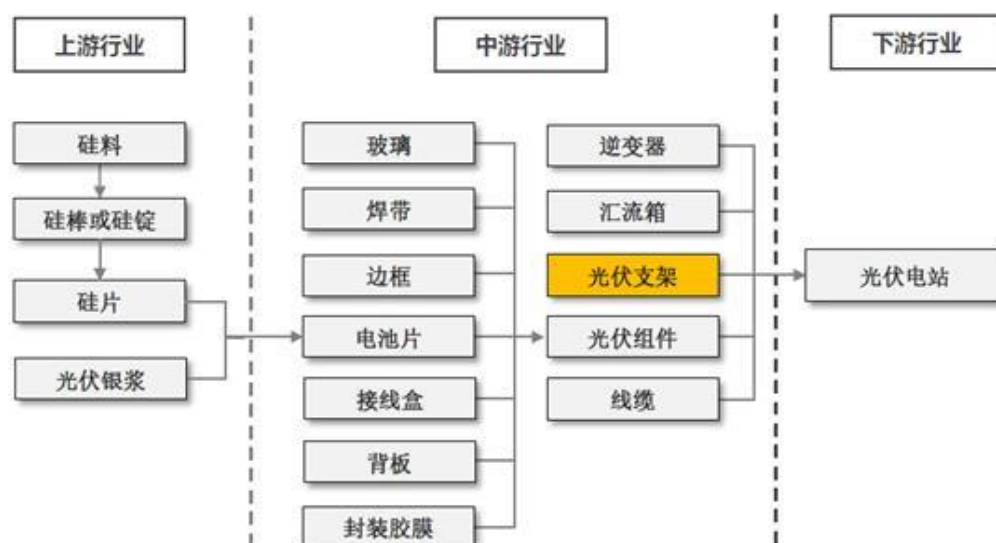 上游行业
中游行业
下游行业
硅料
硅棒或硅锭
硅片
光伏银浆
玻璃
焊带
边框
电池片
接线盒
背板
封装胶膜
逆变器
汇流箱
光伏支架
光伏组件
线缆
光伏电站